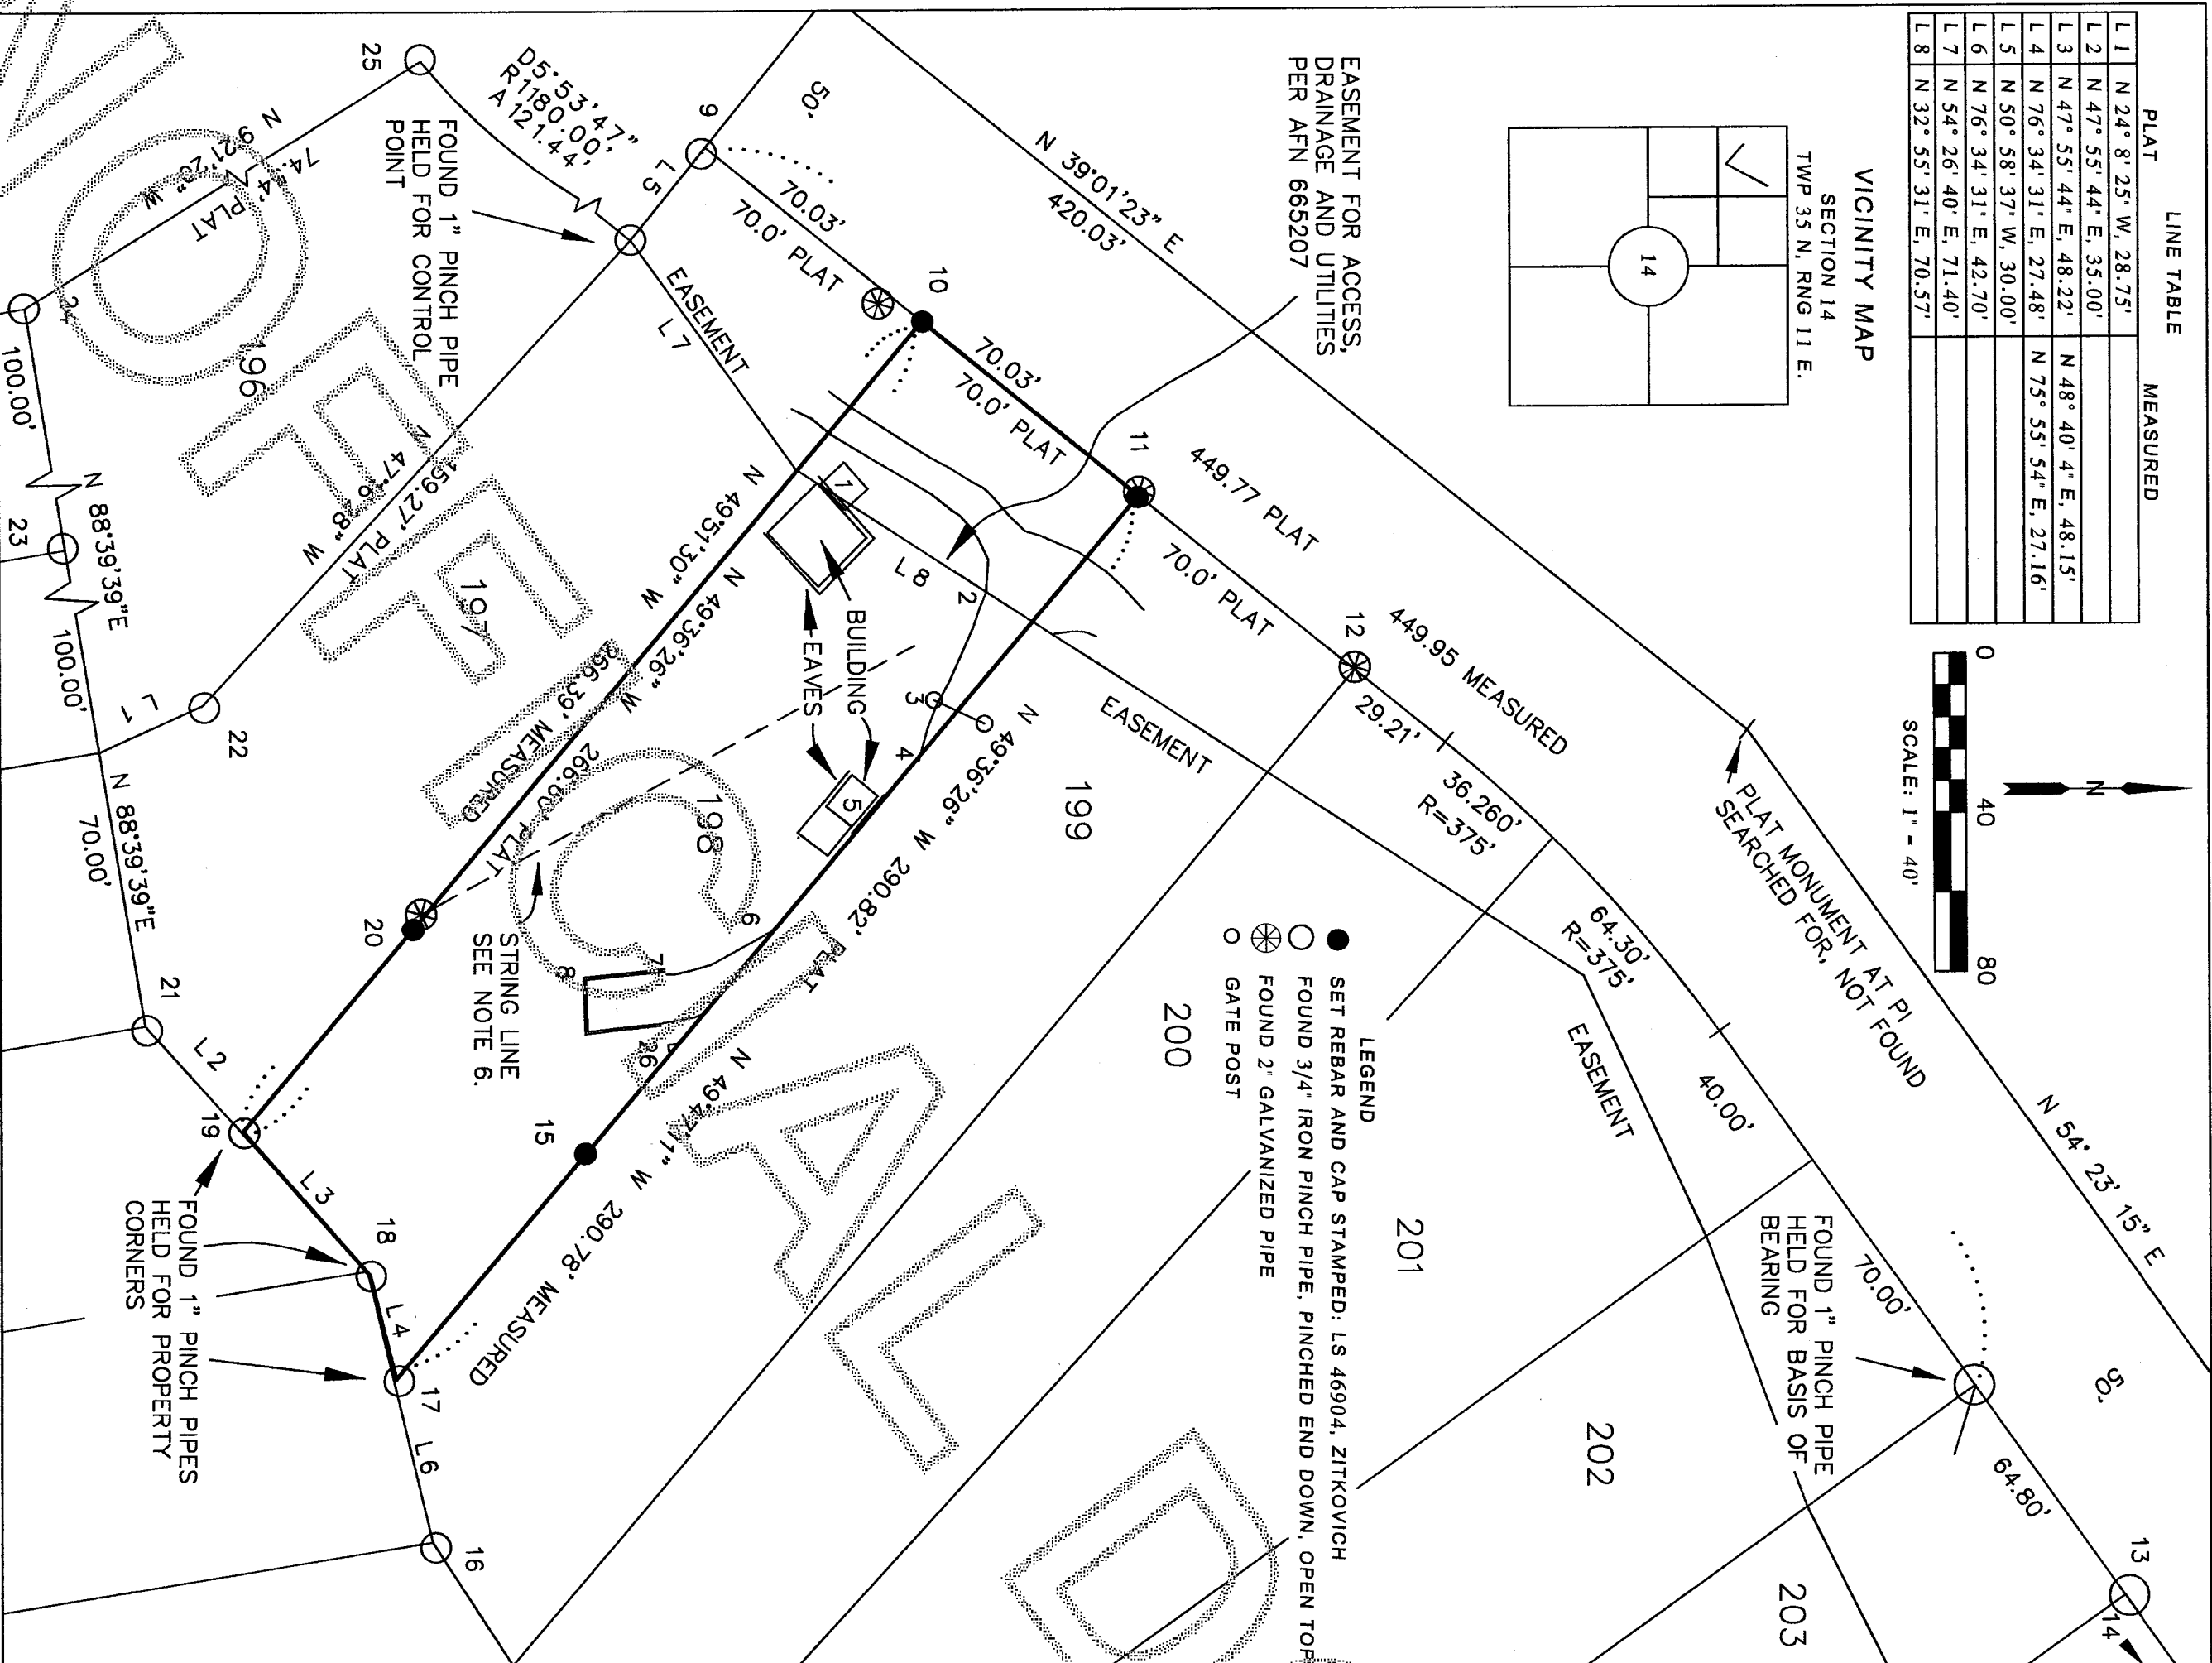 LINE TABLE
PLAT MEASURED
L 1 N 24° 8' 25" W, 28.75'
L 2 N 47° 55' 44" E, 35.00'
L 3 N 47° 55' 44" E, 48.22' N 48° 40' 4" E, 48.15'
L 4 N 76° 34' 31" E, 27.48' N 75° 55' 54" E, 27.16'
L 5 N 50° 58' 37" W, 30.00'
L 6 N 76° 34' 31" E, 42.70'
L 7 N 54° 26' 40" E, 71.40'
L 8 N 32° 55' 31" E, 70.57'
VICINITY MAP
SECTION 14
TWP 35 N, RNG 11 E.
14
0 40 80
SCALE: 1" = 40'
N
PLAT MONUMENT AT PI
SEARCHED FOR, NOT FOUND
N 54° 23' 15" E
50'
N 39°01'23" E
420.03'
50'
EASEMENT FOR ACCESS,
DRAINAGE AND UTILITIES
PER AFN 665207
449.77 PLAT
449.95 MEASURED
9
70.03'
70.0' PLAT
10
70.03'
70.0' PLAT
11
70.0' PLAT
12
29.21'
36.260'
R=375'
64.30'
R=375'
40.00'
70.00'
64.80'
13
14
FOUND 1" PINCH PIPE
HELD FOR BASIS OF
BEARING
EASEMENT
EASEMENT
201
202
203
200
199
LEGEND
SET REBAR AND CAP STAMPED: LS 46904, ZITKOVICH
FOUND 3/4" IRON PINCH PIPE, PINCHED END DOWN, OPEN TOP
FOUND 2" GALVANIZED PIPE
GATE POST
D5°53'47"
R1180.00'
A 121.44'
25
L 5
EASEMENT
L 7
FOUND 1" PINCH PIPE
HELD FOR CONTROL
POINT
1
L 8
2
BUILDING
EAVES
3
4
5
6
7
8
26
198
197
196
N 49°51'30" W
266.39' MEASURED
N 49°36'26" W
266.60' PLAT
N 49°36'26" W 290.82' PLAT
N 49°47'11" W 290.78' MEASURED
STRING LINE
SEE NOTE 6.
159.27' PLAT
24
100.00'
23
N 88°39'39"E
100.00'
L 1
22
N 88°39'39"E
70.00'
21
L 2
20
19
L 3
18
L 4
17
L 6
16
15
FOUND 1" PINCH PIPES
HELD FOR PROPERTY
CORNERS
UNOFFICIAL D